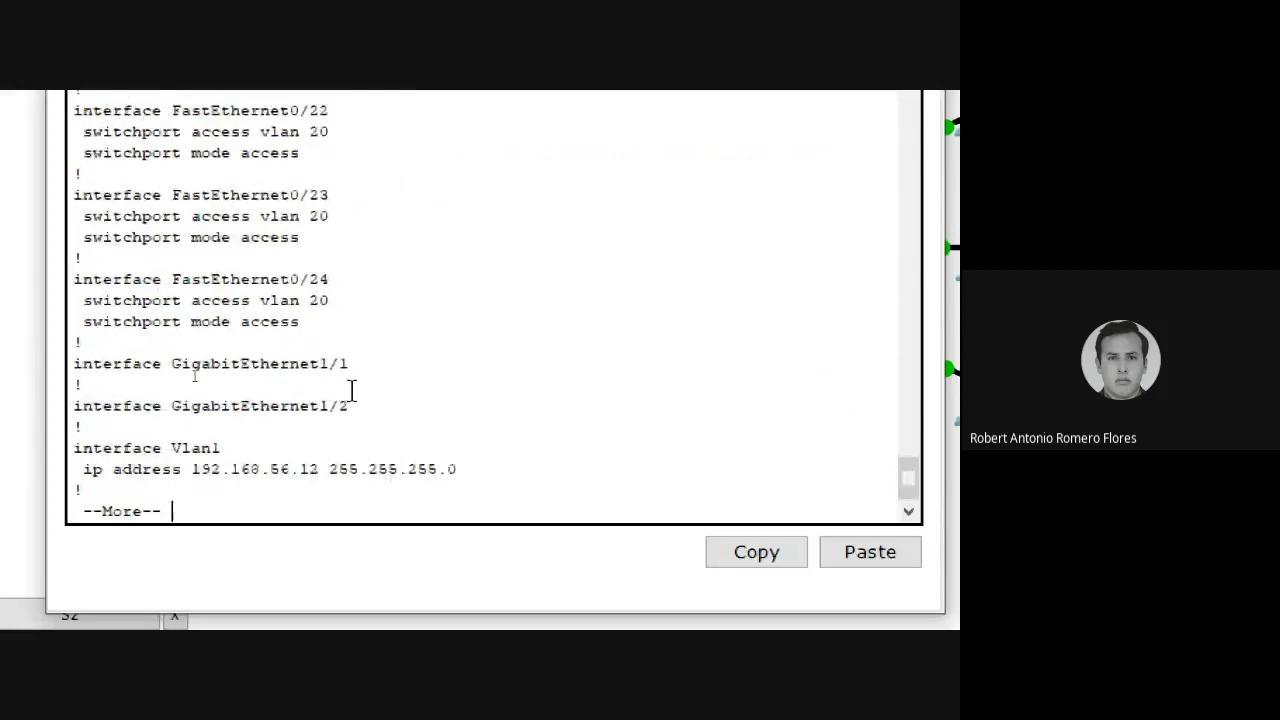 !
interface FastEthernet0/22
 switchport access vlan 20
 switchport mode access
!
interface FastEthernet0/23
 switchport access vlan 20
 switchport mode access
!
interface FastEthernet0/24
 switchport access vlan 20
 switchport mode access
!
interface GigabitEthernet1/1
!
interface GigabitEthernet1/2
!
interface Vlan1
 ip address 192.168.56.12 255.255.255.0
!
 --More--
Copy
Paste
S2
X
Robert Antonio Romero Flores